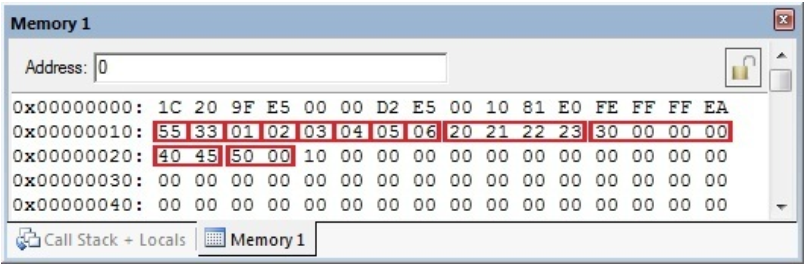 Memory 1
Address: 0
0x00000000: 1C 20 9F E5 00 00 D2 E5 00 10 81 E0 FE FF FF EA
0x00000010: 55 33 01 02 03 04 05 06 20 21 22 23 30 00 00 00
0x00000020: 40 45 50 00 10 00 00 00 00 00 00 00 00 00 00 00
0x00000030: 00 00 00 00 00 00 00 00 00 00 00 00 00 00 00 00
0x00000040: 00 00 00 00 00 00 00 00 00 00 00 00 00 00 00 00
Call Stack + Locals Memory 1